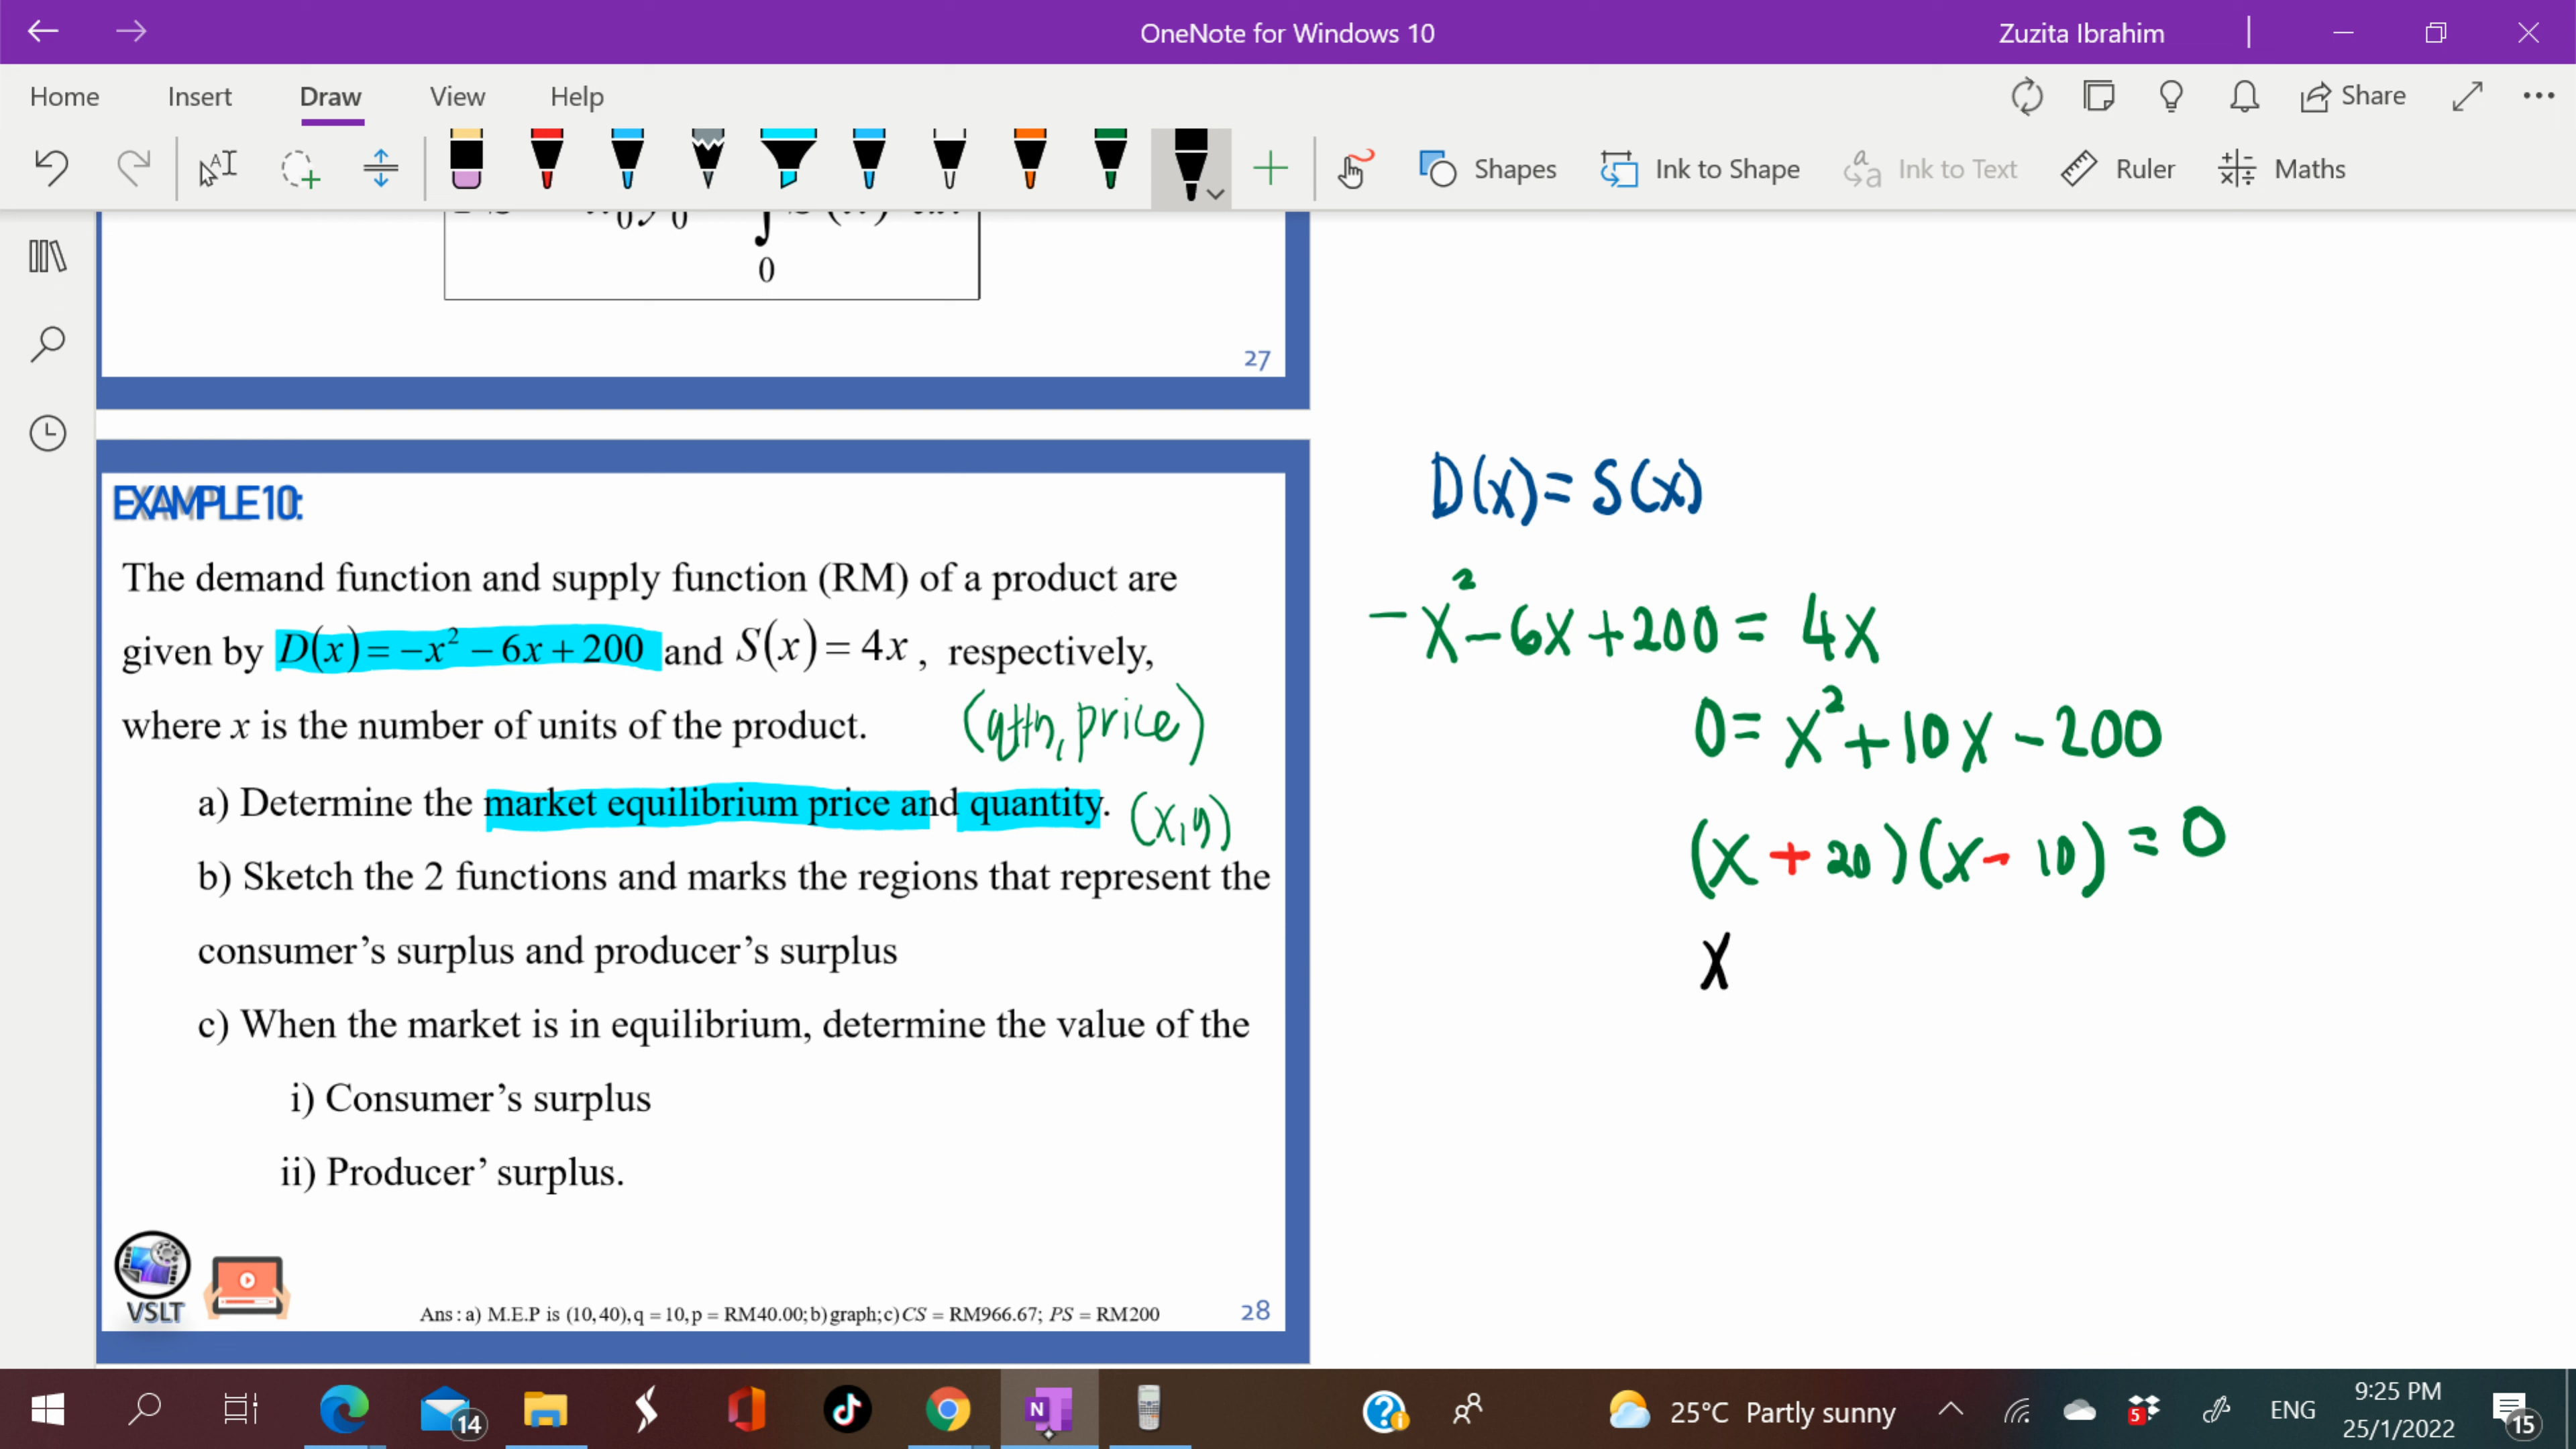 OneNote for Windows 10
Zuzita Ibrahim
Home Insert Draw View Help
Share
Shapes Ink to Shape Ink to Text Ruler Maths
0
27
EXAMPLE 10:
The demand function and supply function (RM) of a product are
given by D(x) = −x² − 6x + 200 and S(x) = 4x , respectively,
where x is the number of units of the product.
(qttn, price)
a) Determine the market equilibrium price and quantity.
(x,y)
b) Sketch the 2 functions and marks the regions that represent the
consumer’s surplus and producer’s surplus
c) When the market is in equilibrium, determine the value of the
i) Consumer’s surplus
ii) Producer’ surplus.
VSLT
Ans : a) M.E.P is (10, 40), q = 10, p = RM40.00; b) graph; c) CS = RM966.67; PS = RM200
28
D(x) = S(x)
-x² - 6x + 200 = 4x
0 = x² + 10x - 200
(x + 20)(x - 10) = 0
x
14
N
25°C Partly sunny
5
ENG
9:25 PM
25/1/2022
15